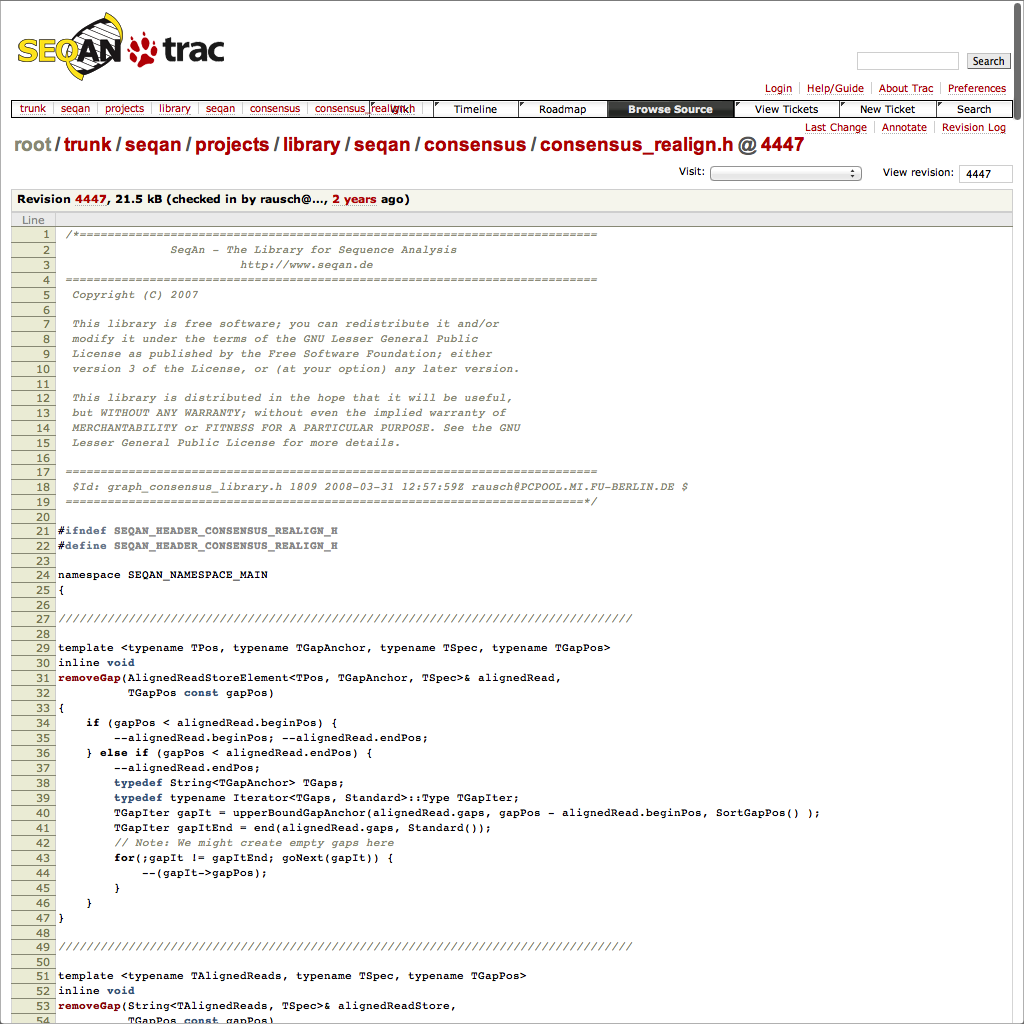 SEQAN trac
Search
Login Help/Guide About Trac Preferences
trunk seqan projects library seqan consensus consensus_realign.h Timeline Roadmap Browse Source View Tickets New Ticket Search
Last Change Annotate Revision Log
root/trunk/seqan/projects/library/seqan/consensus/consensus_realign.h @ 4447
Visit: View revision: 4447
Revision 4447, 21.5 kB (checked in by rausch@..., 2 years ago)
Line
1 /*==========================================================================
2 SeqAn - The Library for Sequence Analysis
3 http://www.seqan.de
4 ============================================================================
5 Copyright (C) 2007
6
7 This library is free software; you can redistribute it and/or
8 modify it under the terms of the GNU Lesser General Public
9 License as published by the Free Software Foundation; either
10 version 3 of the License, or (at your option) any later version.
11
12 This library is distributed in the hope that it will be useful,
13 but WITHOUT ANY WARRANTY; without even the implied warranty of
14 MERCHANTABILITY or FITNESS FOR A PARTICULAR PURPOSE. See the GNU
15 Lesser General Public License for more details.
16
17 ============================================================================
18 $Id: graph_consensus_library.h 1809 2008-03-31 12:57:59Z rausch@PCPOOL.MI.FU-BERLIN.DE $
19 ==========================================================================*/
20
21 #ifndef SEQAN_HEADER_CONSENSUS_REALIGN_H
22 #define SEQAN_HEADER_CONSENSUS_REALIGN_H
23
24 namespace SEQAN_NAMESPACE_MAIN
25 {
26
27 //////////////////////////////////////////////////////////////////////////////////
28
29 template <typename TPos, typename TGapAnchor, typename TSpec, typename TGapPos>
30 inline void
31 removeGap(AlignedReadStoreElement<TPos, TGapAnchor, TSpec>& alignedRead,
32 TGapPos const gapPos)
33 {
34 if (gapPos < alignedRead.beginPos) {
35 --alignedRead.beginPos; --alignedRead.endPos;
36 } else if (gapPos < alignedRead.endPos) {
37 --alignedRead.endPos;
38 typedef String<TGapAnchor> TGaps;
39 typedef typename Iterator<TGaps, Standard>::Type TGapIter;
40 TGapIter gapIt = upperBoundGapAnchor(alignedRead.gaps, gapPos - alignedRead.beginPos, SortGapPos() );
41 TGapIter gapItEnd = end(alignedRead.gaps, Standard());
42 // Note: We might create empty gaps here
43 for(;gapIt != gapItEnd; goNext(gapIt)) {
44 --(gapIt->gapPos);
45 }
46 }
47 }
48
49 //////////////////////////////////////////////////////////////////////////////////
50
51 template <typename TAlignedReads, typename TSpec, typename TGapPos>
52 inline void
53 removeGap(String<TAlignedReads, TSpec>& alignedReadStore,
54 TGapPos const gapPos)